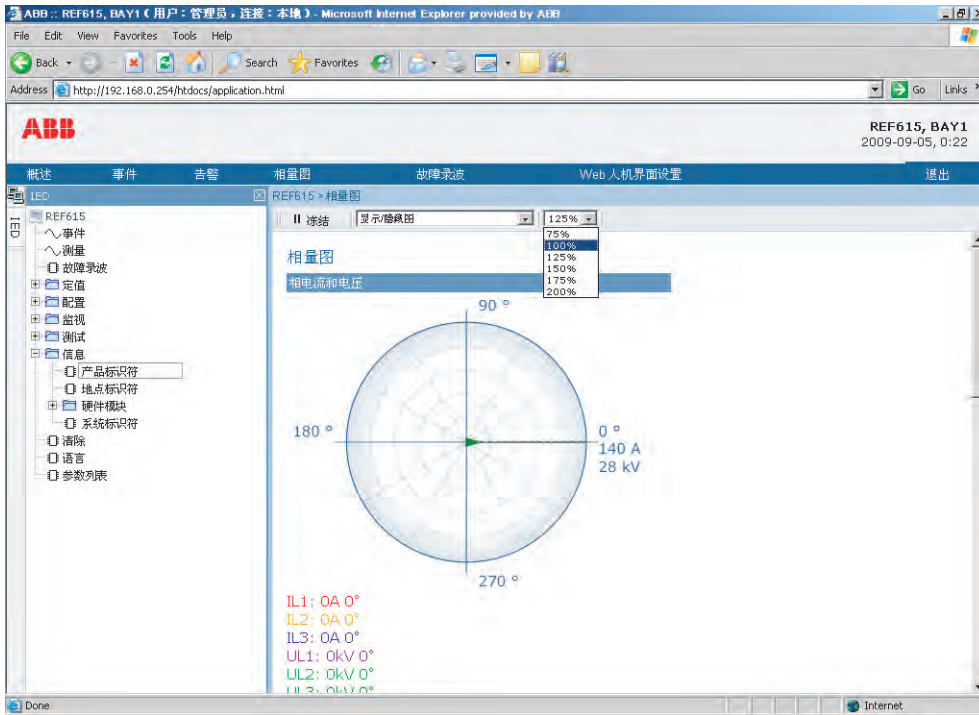 ABB :: REF615, BAY1 ( 用户：管理员，连接：本地 ) - Microsoft Internet Explorer provided by ABB
File Edit View Favorites Tools Help
Back Search Favorites
Address http://192.168.0.254/htdocs/application.html Go Links
ABB
REF615, BAY1
2009-09-05, 0:22
概述 事件 告警 相量图 故障录波 Web 人机界面设置 退出
IED
IED
REF615 > 相量图
REF615
事件
测量
故障录波
定值
配置
监视
测试
信息
产品标识符
地点标识符
硬件模块
系统标识符
清除
语言
参数列表
冻结 显示/隐藏图 125%
75%
100%
125%
150%
175%
200%
相量图
相电流和电压
90 °
180 °
0 °
140 A
28 kV
270 °
IL1: 0A 0°
IL2: 0A 0°
IL3: 0A 0°
UL1: 0kV 0°
UL2: 0kV 0°
UL3: 0kV 0°
Done Internet